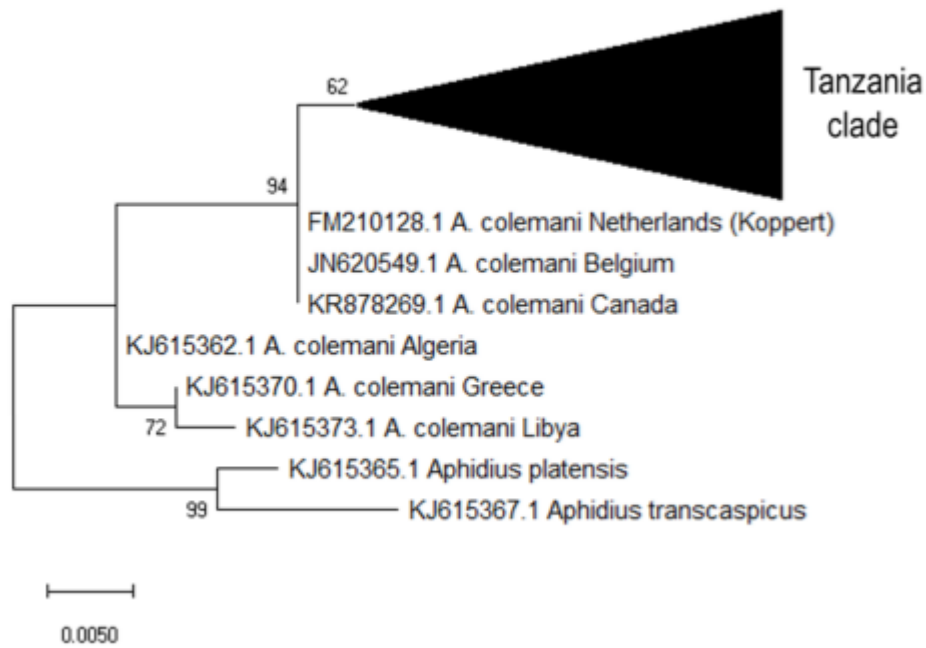 62
Tanzania
clade
94
FM210128.1 A. colemani Netherlands (Koppert)
JN620549.1 A. colemani Belgium
KR878269.1 A. colemani Canada
KJ615362.1 A. colemani Algeria
KJ615370.1 A. colemani Greece
72
KJ615373.1 A. colemani Libya
KJ615365.1 Aphidius platensis
99
KJ615367.1 Aphidius transcaspicus
0.0050